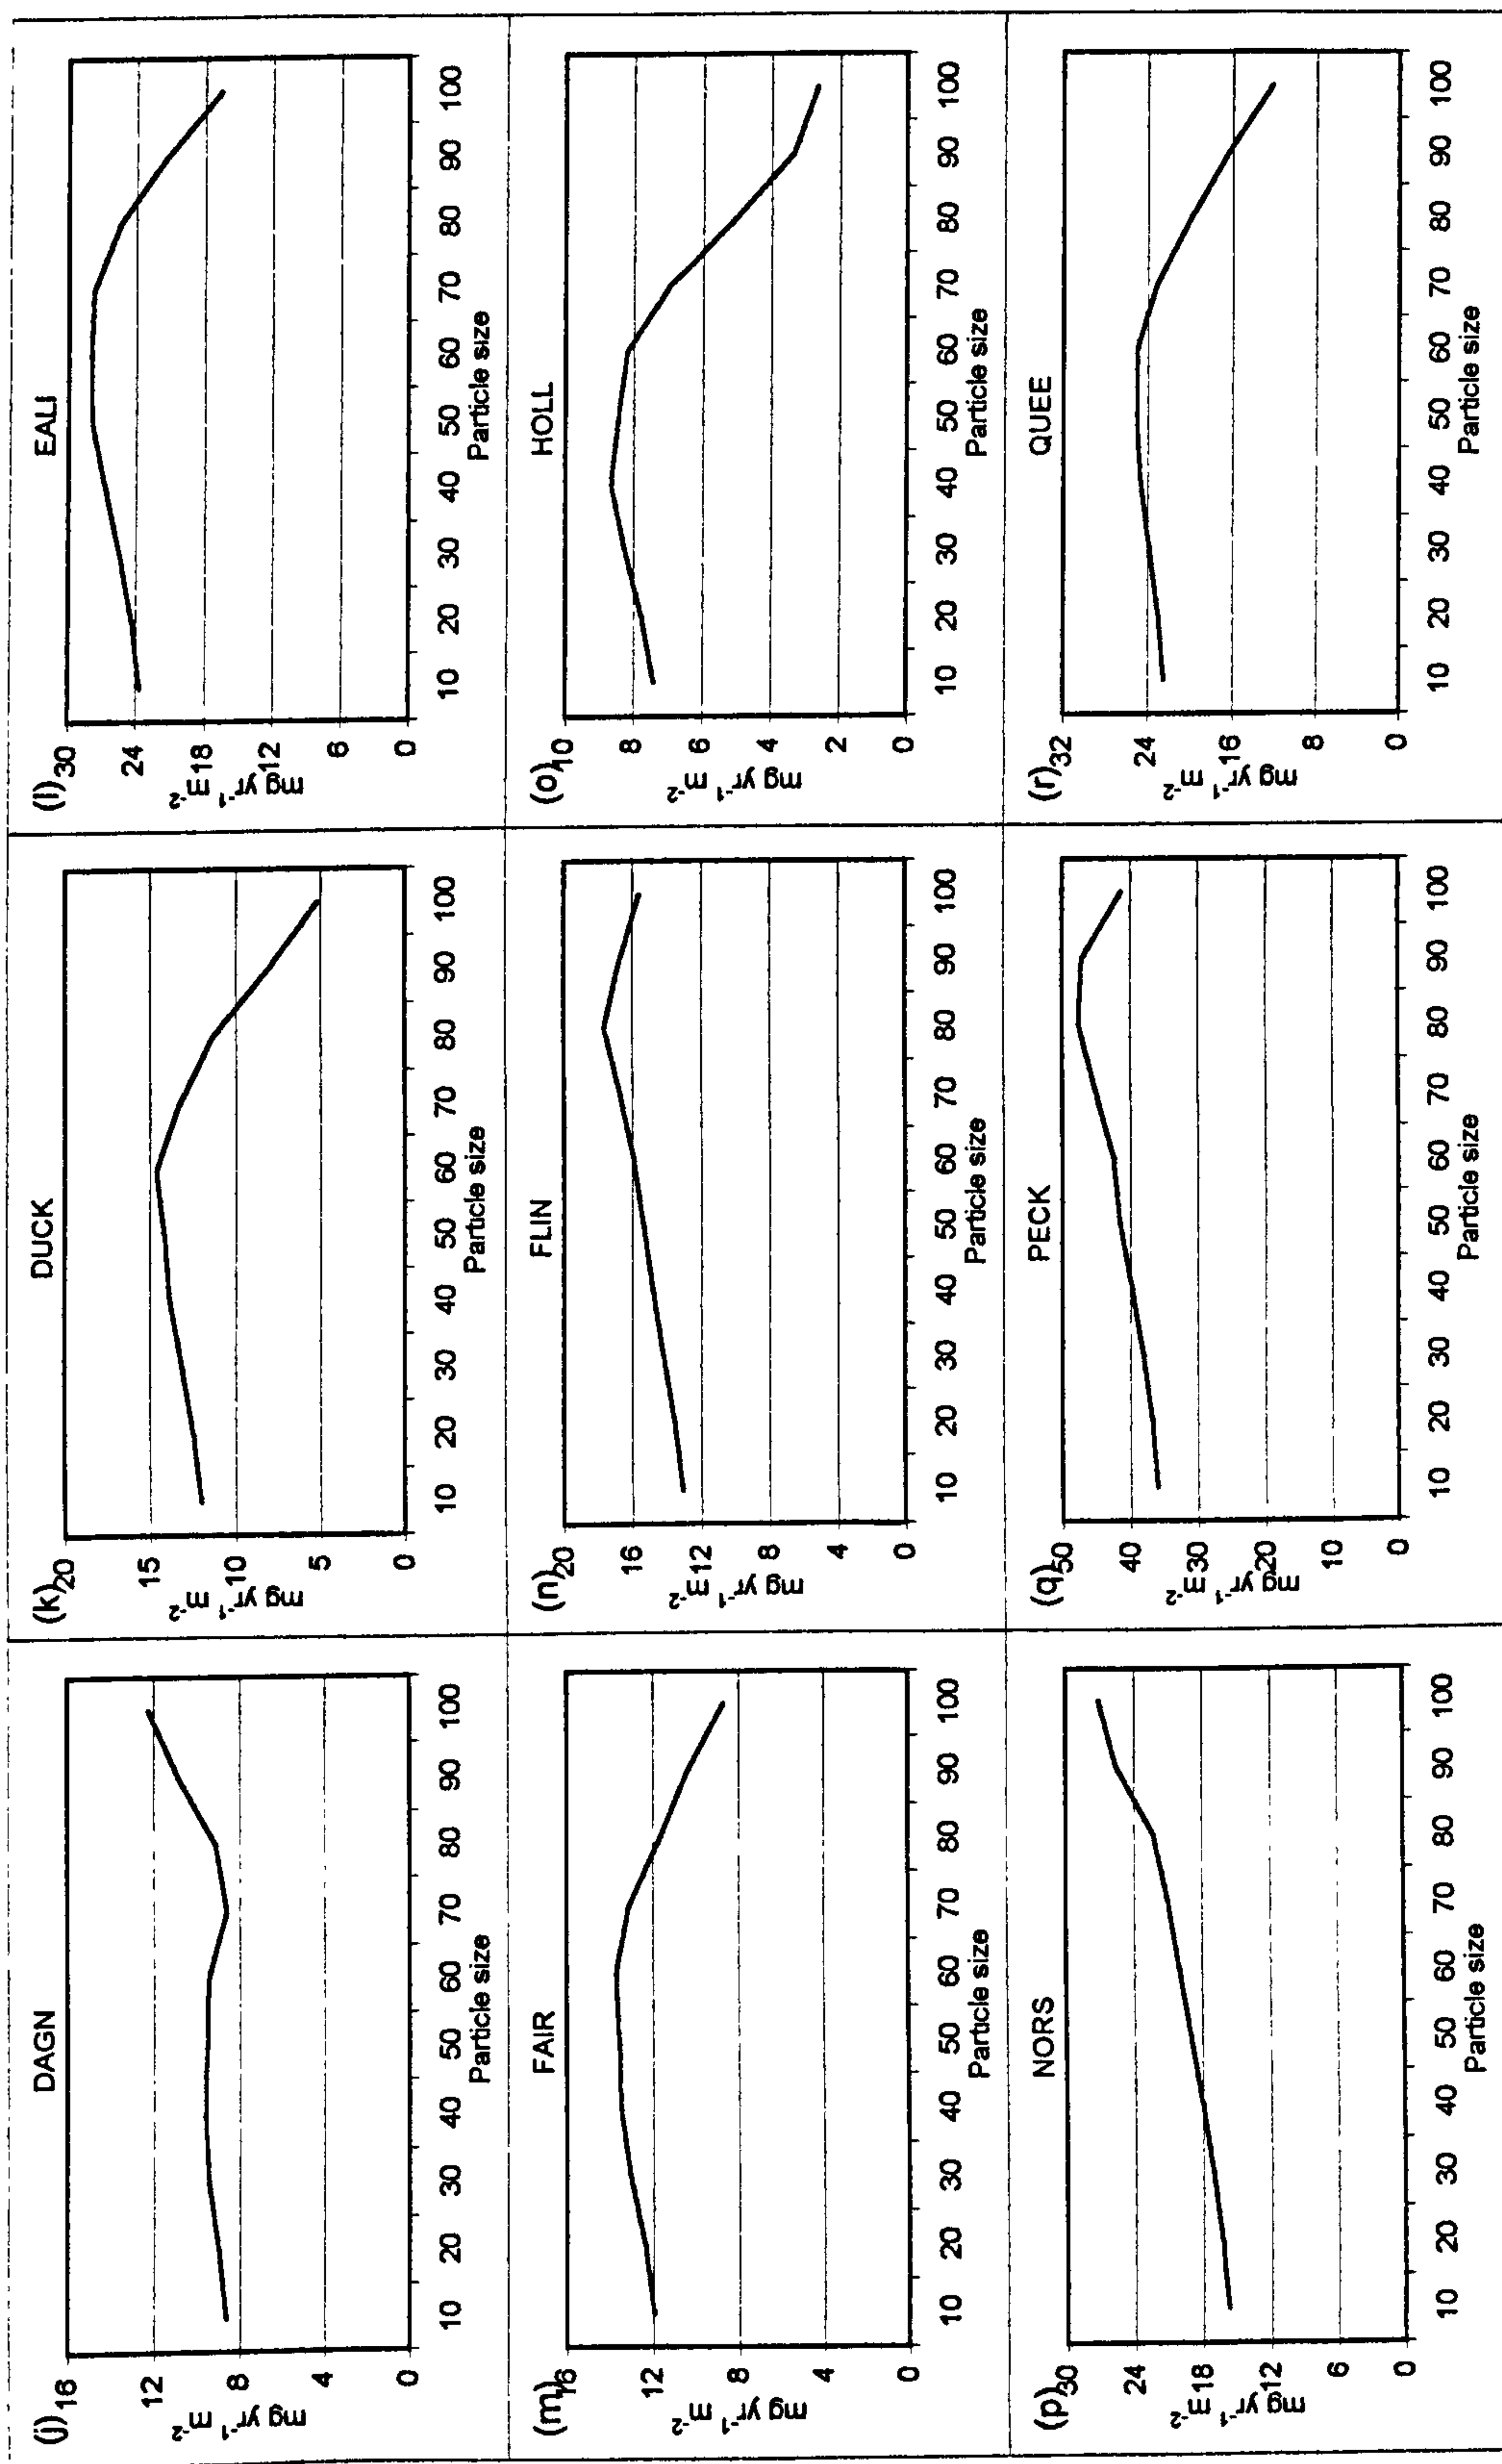 (j)
DAGN
16
12
8
4
0
mg yr⁻¹ m⁻²
10 20 30 40 50 60 70 80 90 100
Particle size
(k)
DUCK
20
15
10
5
0
mg yr⁻¹ m⁻²
10 20 30 40 50 60 70 80 90 100
Particle size
(l)
EALI
30
24
18
12
6
0
mg yr⁻¹ m⁻²
10 20 30 40 50 60 70 80 90 100
Particle size
(m)
FAIR
16
12
8
4
0
mg yr⁻¹ m⁻²
10 20 30 40 50 60 70 80 90 100
Particle size
(n)
FLIN
20
16
12
8
4
0
mg yr⁻¹ m⁻²
10 20 30 40 50 60 70 80 90 100
Particle size
(o)
HOLL
10
8
6
4
2
0
mg yr⁻¹ m⁻²
10 20 30 40 50 60 70 80 90 100
Particle size
(p)
NORS
30
24
18
12
6
0
mg yr⁻¹ m⁻²
10 20 30 40 50 60 70 80 90 100
Particle size
(q)
PECK
50
40
30
20
10
0
mg yr⁻¹ m⁻²
10 20 30 40 50 60 70 80 90 100
Particle size
(r)
QUEE
32
24
16
8
0
mg yr⁻¹ m⁻²
10 20 30 40 50 60 70 80 90 100
Particle size